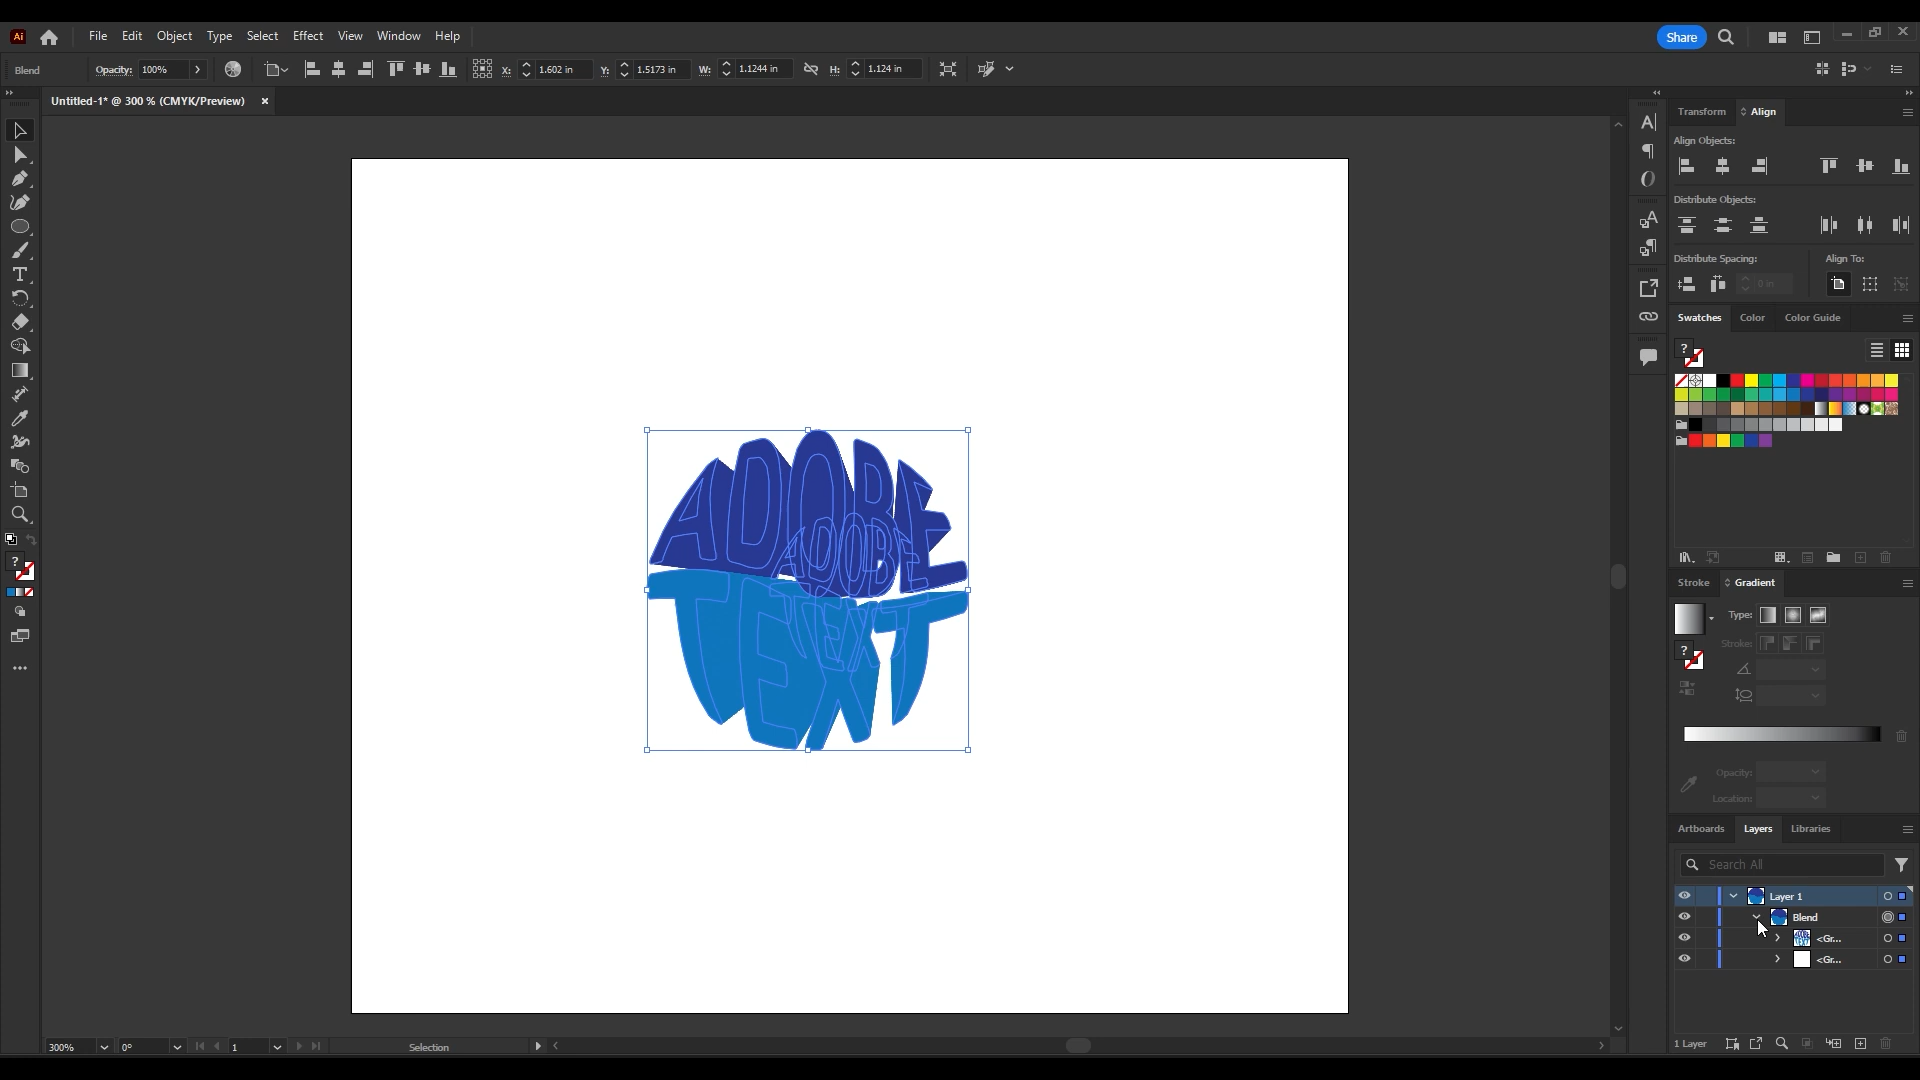 Ai File Edit Object Type Select Effect View Window Help Share
Blend Opacity: 100% X: 1.602 in Y: 1.5173 in W: 1.1244 in H: 1.124 in
Untitled-1* @ 300 % (CMYK/Preview)
Transform Align
Align Objects:
Distribute Objects:
Distribute Spacing: Align To:
0 in
Swatches Color Color Guide
?
ADOBE
ADOBE
TEXT
TEXT
?
Stroke Gradient
Type:
Stroke:
?
Opacity:
Location:
Artboards Layers Libraries
Search All
Layer 1
Blend
<Gr...
<Gr...
300% 0° 1 Selection
1 Layer